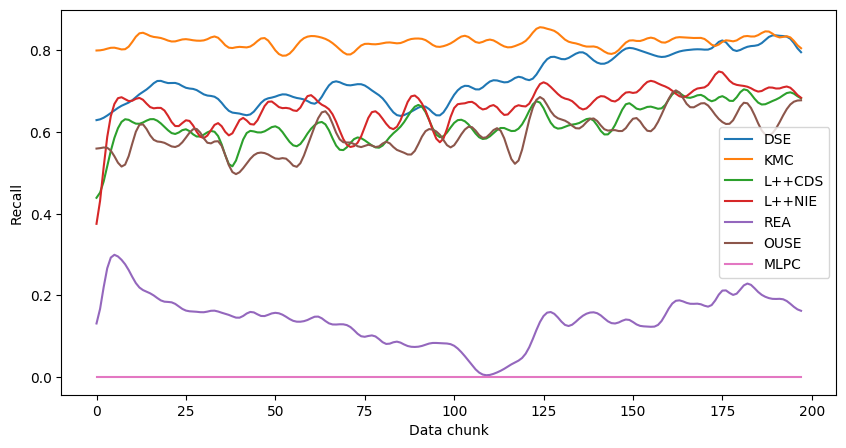 0.8
0.6
0.4
0.2
0.0
Recall
0
25
50
75
100
125
150
175
200
Data chunk
DSE
KMC
L++CDS
L++NIE
REA
OUSE
MLPC